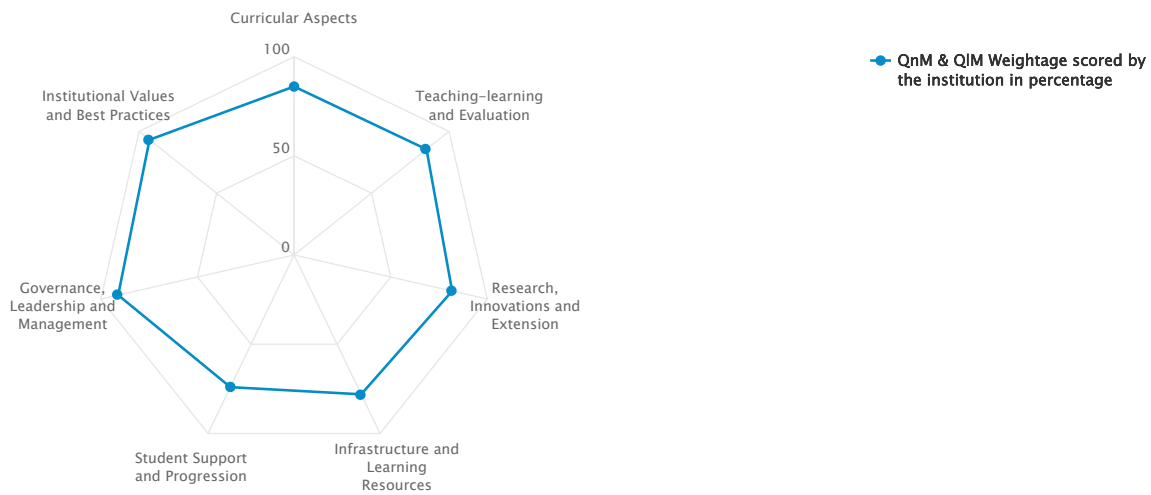 Curricular Aspects
100
Teaching-learning
and Evaluation
Research,
Innovations and
Extension
Infrastructure and
Learning
Resources
Student Support
and Progression
Governance,
Leadership and
Management
Institutional Values
and Best Practices
50
0
QnM & QlM Weightage scored by
the institution in percentage